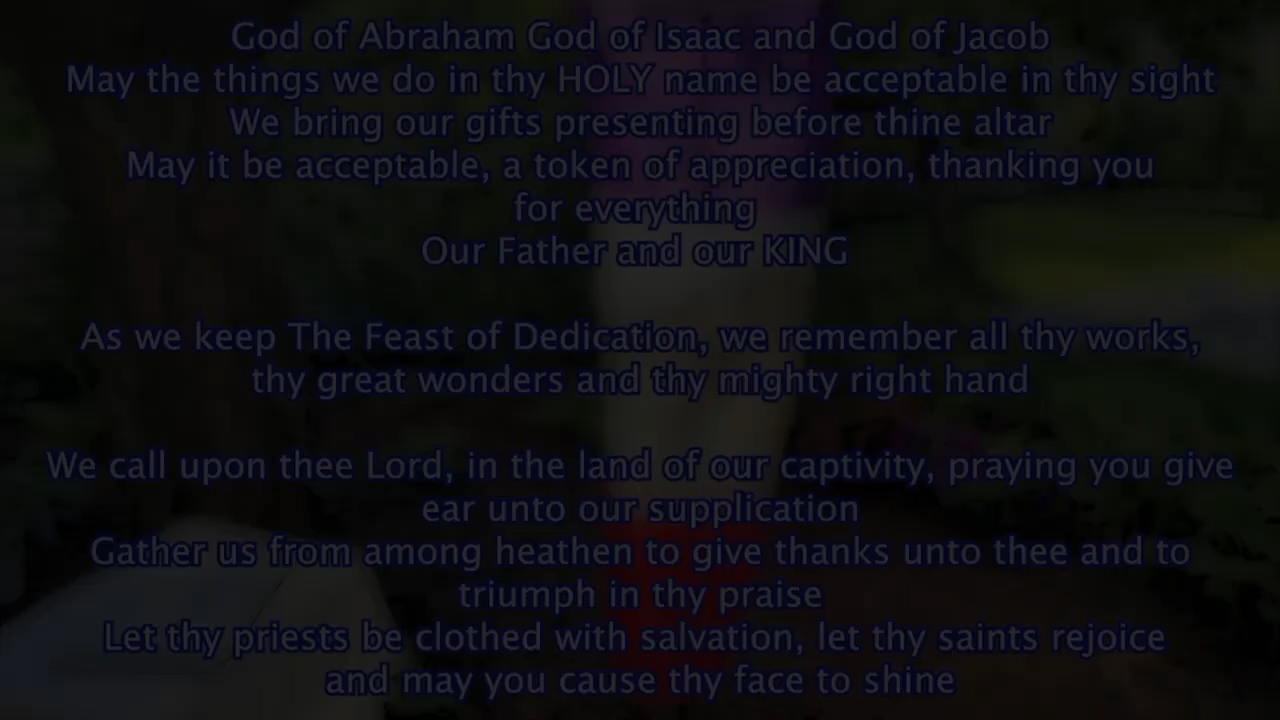 God of Abraham God of Isaac and God of Jacob
May the things we do in thy HOLY name be acceptable in thy sight
We bring our gifts presenting before thine altar
May it be acceptable, a token of appreciation, thanking you
for everything
Our Father and our KING
As we keep The Feast of Dedication, we remember all thy works,
thy great wonders and thy mighty right hand
We call upon thee Lord, in the land of our captivity, praying you give
ear unto our supplication
Gather us from among heathen to give thanks unto thee and to
triumph in thy praise
Let thy priests be clothed with salvation, let thy saints rejoice
and may you cause thy face to shine